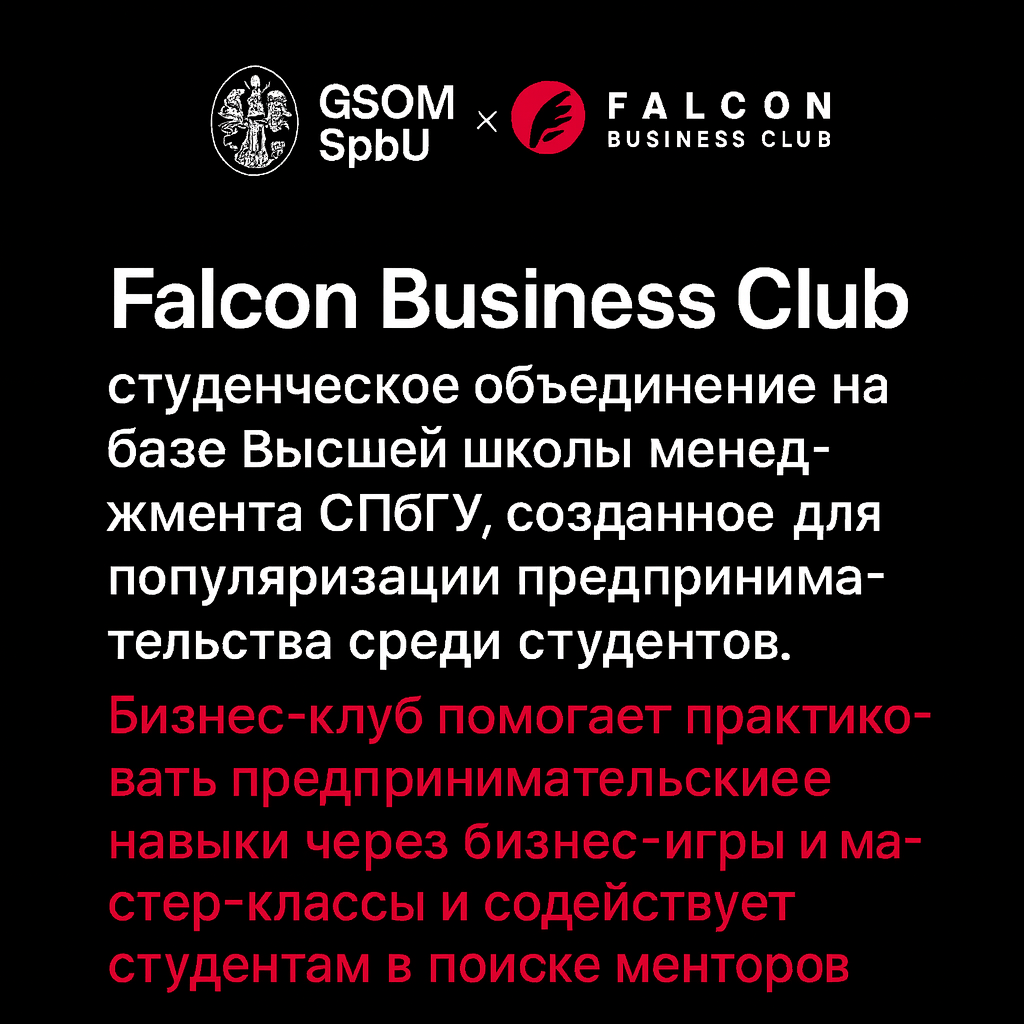 GSOM
SpbU
×
FALCON
BUSINESS CLUB
Falcon Business Club
студенческое объединение на
базе Высшей школы менед-
жмента СПбГУ, созданное для
популяризации предпринима-
тельства среди студентов.
Бизнес-клуб помогает практико-
вать предпринимательскиее
навыки через бизнес-игры и ма-
стер-классы и содействует
студентам в поиске менторов